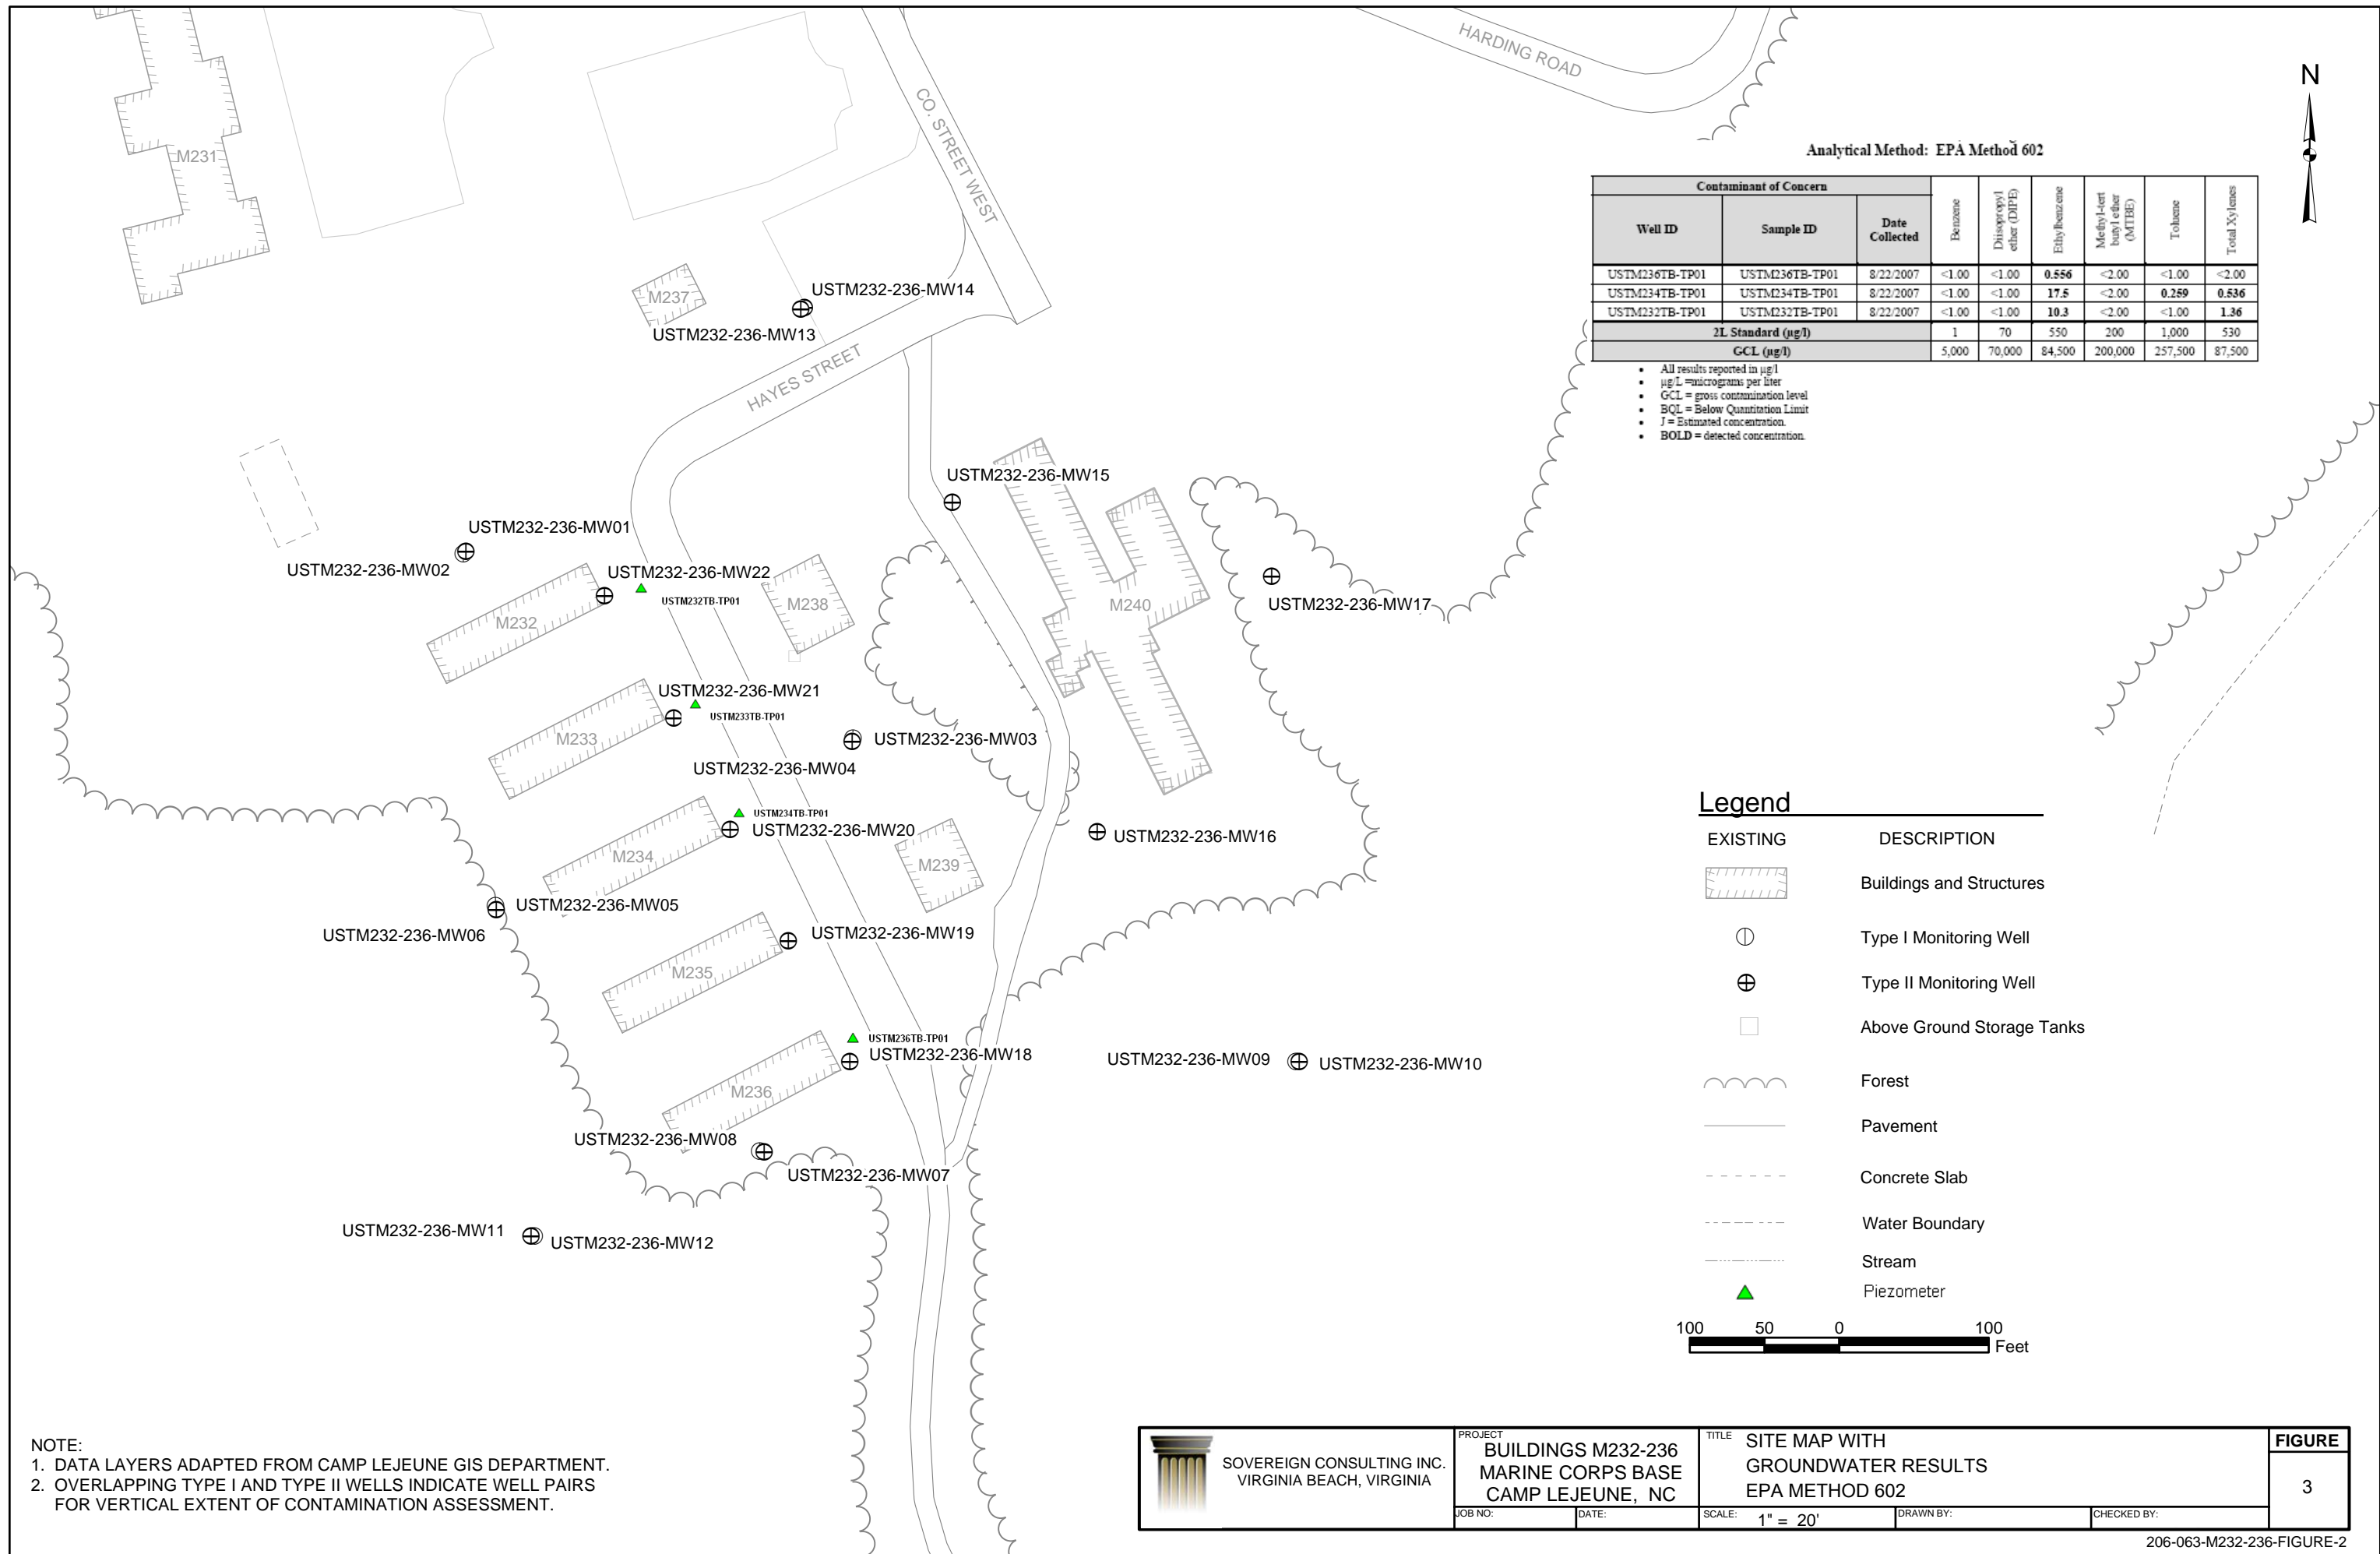 HARDING ROAD
N
CO. STREET WEST
M231
Analytical Method: EPA Method 602
Contaminant of Concern
Well ID Sample ID Date Collected Benzene Diisopropyl ether (DIPE) Ethylbenzene Methyl-tert butyl ether (MTBE) Toluene Total Xylenes
USTM236TB-TP01 USTM236TB-TP01 8/22/2007 <1.00 <1.00 0.556 <2.00 <1.00 <2.00
USTM234TB-TP01 USTM234TB-TP01 8/22/2007 <1.00 <1.00 17.5 <2.00 0.259 0.536
USTM232TB-TP01 USTM232TB-TP01 8/22/2007 <1.00 <1.00 10.3 <2.00 <1.00 1.36
2L Standard (µg/l) 1 70 550 200 1,000 530
GCL (µg/l) 5,000 70,000 84,500 200,000 257,500 87,500
• All results reported in µg/l
• µg/L =micrograms per liter
• GCL = gross contamination level
• BQL = Below Quantitation Limit
• J = Estimated concentration.
• BOLD = detected concentration.
M237
USTM232-236-MW14
USTM232-236-MW13
HAYES STREET
USTM232-236-MW15
USTM232-236-MW01
USTM232-236-MW02
USTM232-236-MW22
USTM232TB-TP01
M238
M240
USTM232-236-MW17
M232
USTM232-236-MW21
USTM233TB-TP01
M233
USTM232-236-MW03
USTM232-236-MW04
USTM234TB-TP01
USTM232-236-MW20
USTM232-236-MW16
M234
M239
USTM232-236-MW05
USTM232-236-MW06
USTM232-236-MW19
M235
USTM236TB-TP01
USTM232-236-MW18
USTM232-236-MW09
USTM232-236-MW10
M236
USTM232-236-MW08
USTM232-236-MW07
USTM232-236-MW11
USTM232-236-MW12
Legend
EXISTING DESCRIPTION
Buildings and Structures
Type I Monitoring Well
Type II Monitoring Well
Above Ground Storage Tanks
Forest
Pavement
Concrete Slab
Water Boundary
Stream
Piezometer
100 50 0 100
Feet
NOTE:
1. DATA LAYERS ADAPTED FROM CAMP LEJEUNE GIS DEPARTMENT.
2. OVERLAPPING TYPE I AND TYPE II WELLS INDICATE WELL PAIRS
FOR VERTICAL EXTENT OF CONTAMINATION ASSESSMENT.
SOVEREIGN CONSULTING INC.
VIRGINIA BEACH, VIRGINIA
PROJECT
BUILDINGS M232-236
MARINE CORPS BASE
CAMP LEJEUNE, NC
JOB NO: DATE:
TITLE SITE MAP WITH
GROUNDWATER RESULTS
EPA METHOD 602
SCALE: 1" = 20' DRAWN BY: CHECKED BY:
FIGURE
3
206-063-M232-236-FIGURE-2